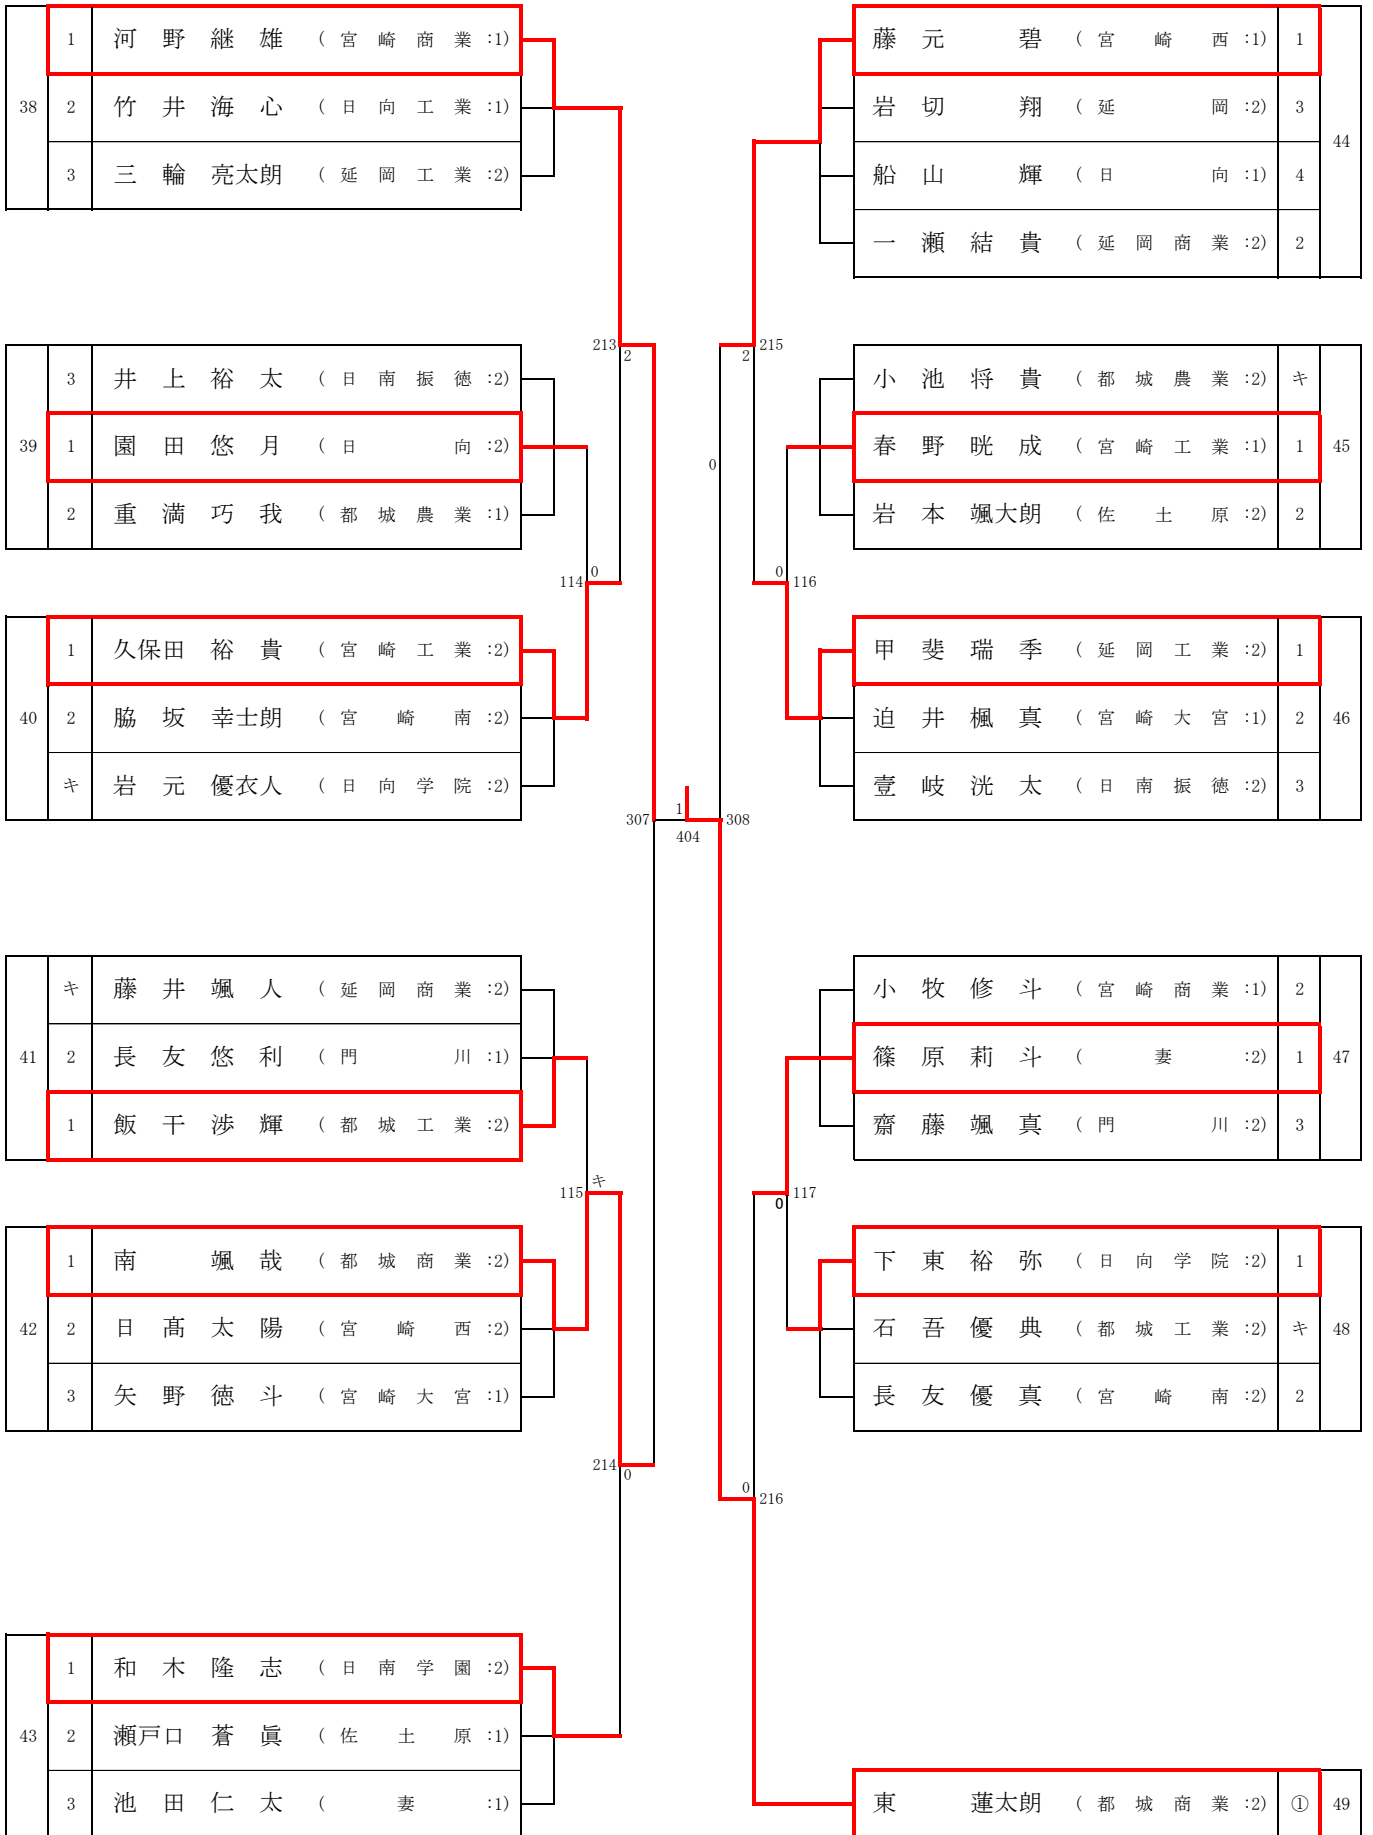 38
1 河野継雄 (宮崎商業:1)
2 竹井海心 (日向工業:1)
3 三輪亮太朗 (延岡工業:2)
39
3 井上裕太 (日南振徳:2)
1 園田悠月 (日向:2)
2 重満巧我 (都城農業:1)
40
1 久保田裕貴 (宮崎工業:2)
2 脇坂幸士朗 (宮崎南:2)
キ 岩元優衣人 (日向学院:2)
41
キ 藤井颯人 (延岡商業:2)
2 長友悠利 (門川:1)
1 飯干渉輝 (都城工業:2)
42
1 南颯哉 (都城商業:2)
2 日髙太陽 (宮崎西:2)
3 矢野徳斗 (宮崎大宮:1)
43
1 和木隆志 (日南学園:2)
2 瀬戸口蒼眞 (佐土原:1)
3 池田仁太 (妻:1)
213
2
114
0
307
115
キ
214
0
1
404
308
0
2
215
0
116
117
0
0
216
藤元碧 (宮崎西:1) 1
岩切翔 (延岡:2) 3
船山輝 (日向:1) 4
一瀬結貴 (延岡商業:2) 2
44
小池将貴 (都城農業:2) キ
春野晄成 (宮崎工業:1) 1
岩本颯大朗 (佐土原:2) 2
45
甲斐瑞季 (延岡工業:2) 1
迫井楓真 (宮崎大宮:1) 2
壹岐洸太 (日南振徳:2) 3
46
小牧修斗 (宮崎商業:1) 2
篠原莉斗 (妻:2) 1
齋藤颯真 (門川:2) 3
47
下東裕弥 (日向学院:2) 1
石吾優典 (都城工業:2) キ
長友優真 (宮崎南:2) 2
48
東蓮太朗 (都城商業:2) ①
49